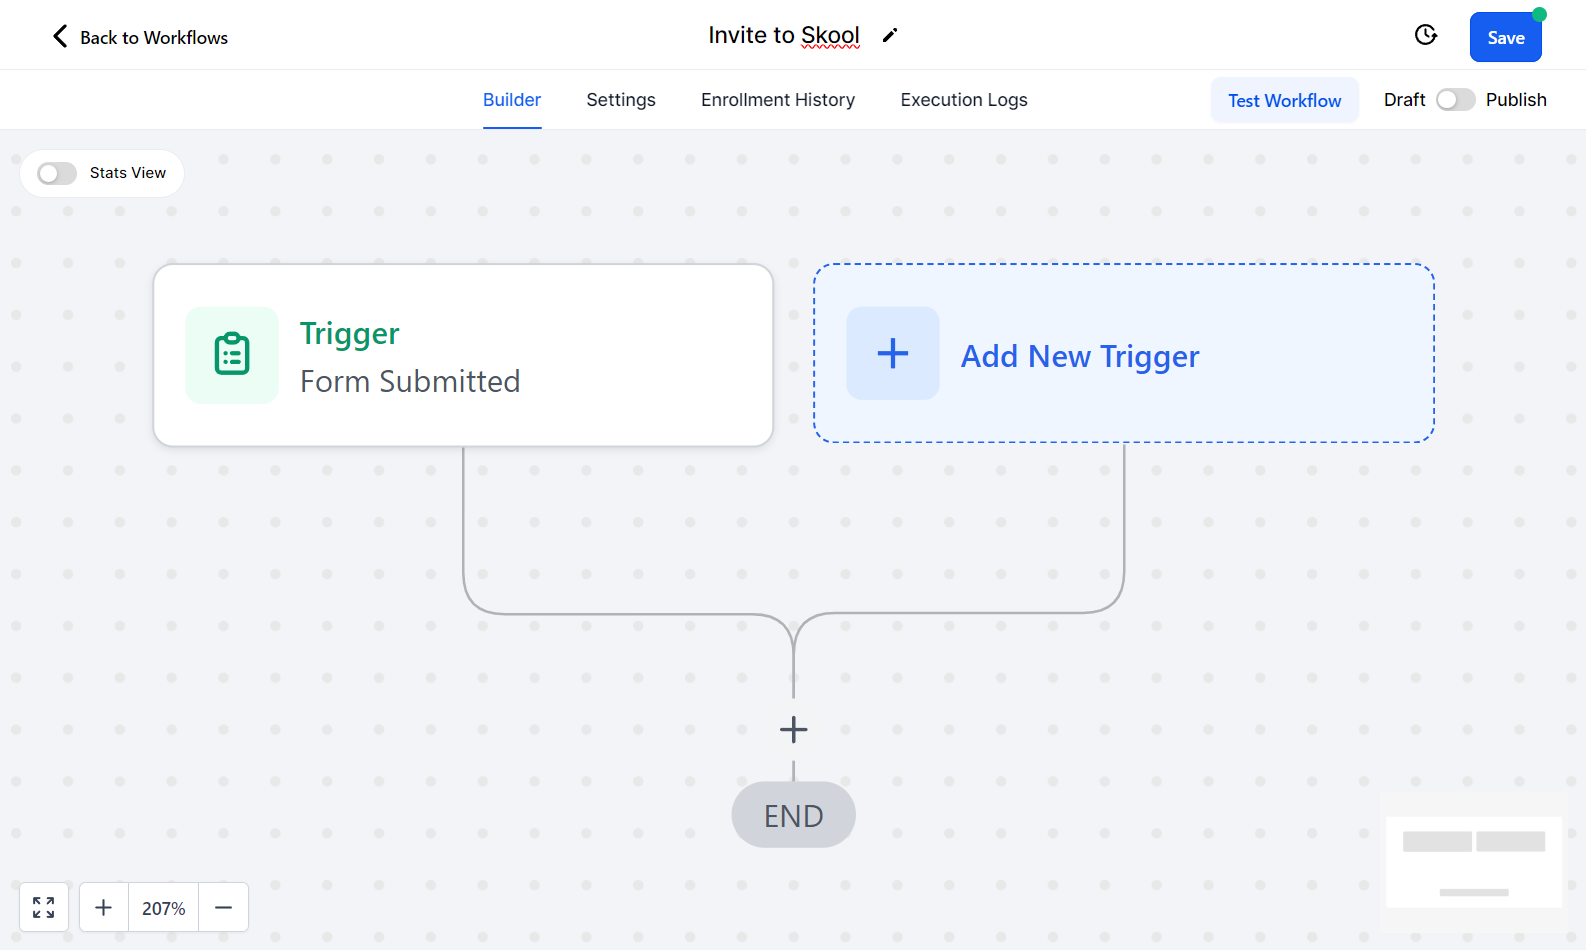 Back to Workflows
Invite to Skool
Save
Builder
Settings
Enrollment History
Execution Logs
Test Workflow
Draft
Publish
Stats View
Trigger
Form Submitted
Add New Trigger
END
207%